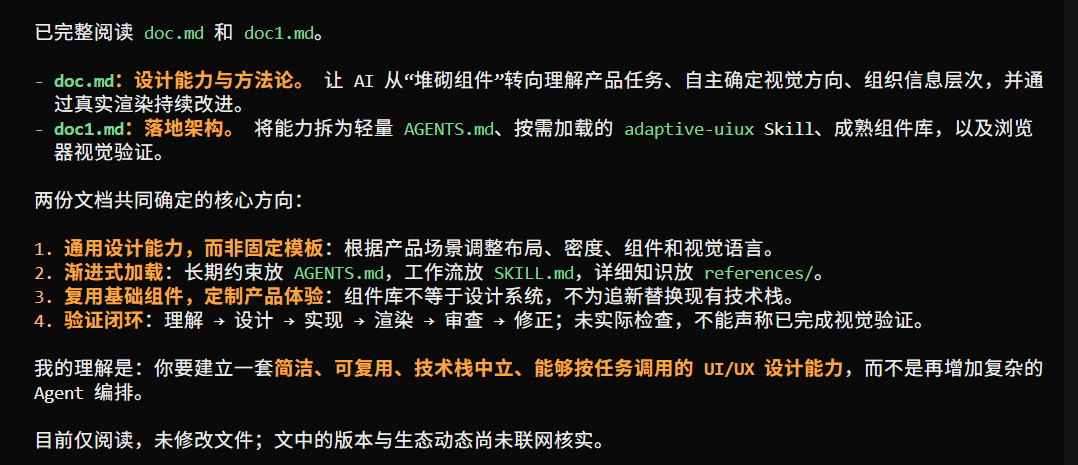 已完整阅读 doc.md 和 doc1.md。
- doc.md：设计能力与方法论。 让 AI 从“堆砌组件”转向理解产品任务、自主确定视觉方向、组织信息层次，并通
过真实渲染持续改进。
- doc1.md：落地架构。 将能力拆为轻量 AGENTS.md、按需加载的 adaptive-uiux Skill、成熟组件库，以及浏览
器视觉验证。
两份文档共同确定的核心方向：
1. 通用设计能力，而非固定模板：根据产品场景调整布局、密度、组件和视觉语言。
2. 渐进式加载：长期约束放 AGENTS.md，工作流放 SKILL.md，详细知识放 references/。
3. 复用基础组件，定制产品体验：组件库不等于设计系统，不为追新替换现有技术栈。
4. 验证闭环：理解 → 设计 → 实现 → 渲染 → 审查 → 修正；未实际检查，不能声称已完成视觉验证。
我的理解是：你要建立一套简洁、可复用、技术栈中立、能够按任务调用的 UI/UX 设计能力，而不是再增加复杂的
Agent 编排。
目前仅阅读，未修改文件；文中的版本与生态动态尚未联网核实。